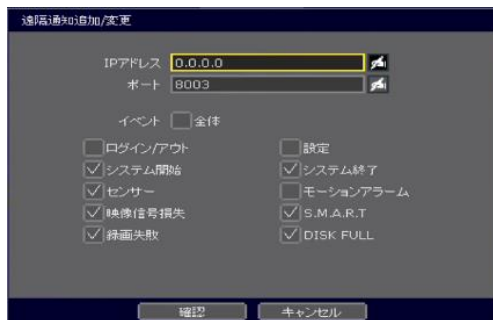 遠隔通知追加/変更
IPアドレス 0.0.0.0
ポート 8003
イベント 全体
ログイン/アウト 設定
システム開始 システム終了
センサー モーションアラーム
映像信号損失 S.M.A.R.T
録画失敗 DISK FULL
確認 キャンセル